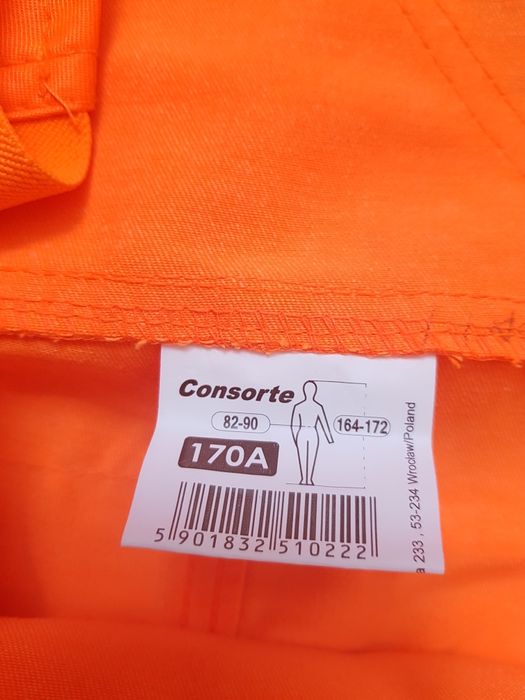 Consorte
82-90
164-172
170A
5 901832 510222
a 233 , 53-234 Wrocław/Poland